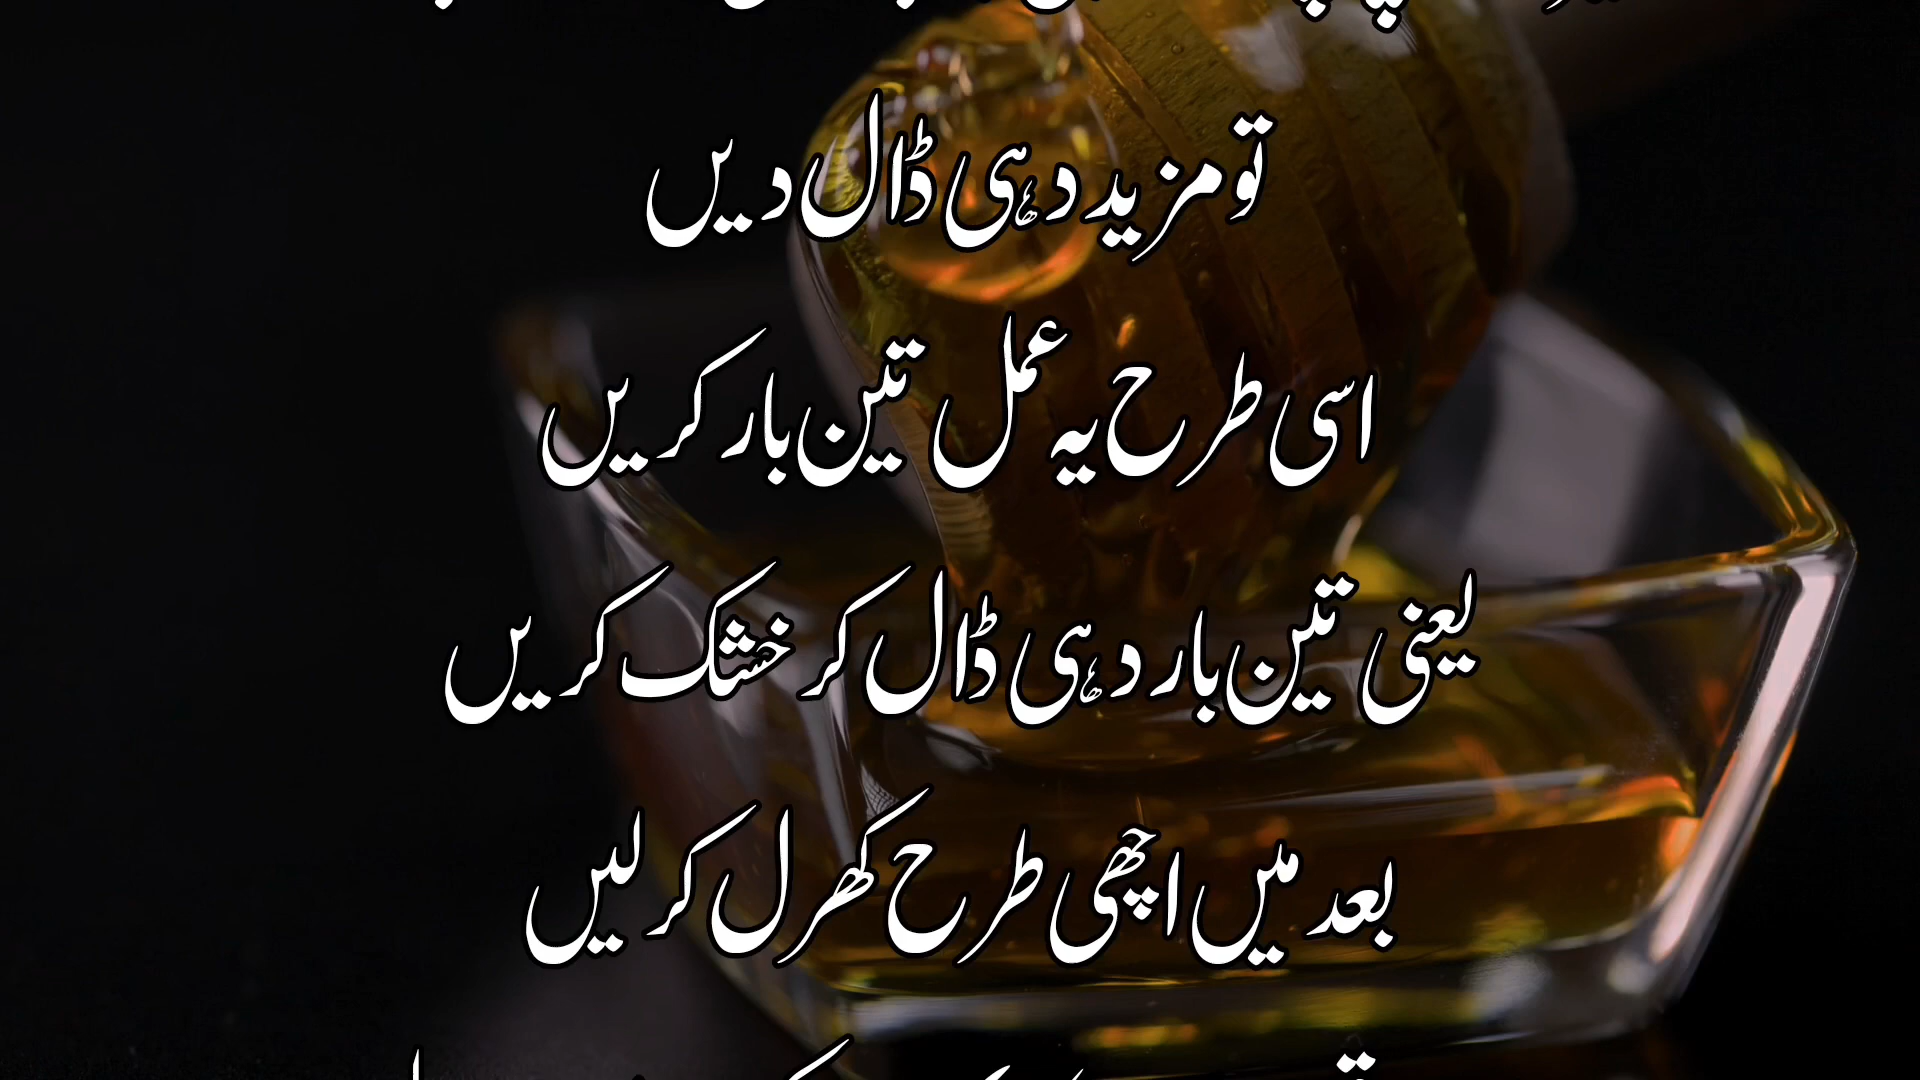 تو مزید دہی ڈال دیں
اسی طرح یہ عمل تین بار کریں
یعنی تین بار دہی ڈال کر خشک کریں
بعد میں اچھی طرح کھرل کر لیں